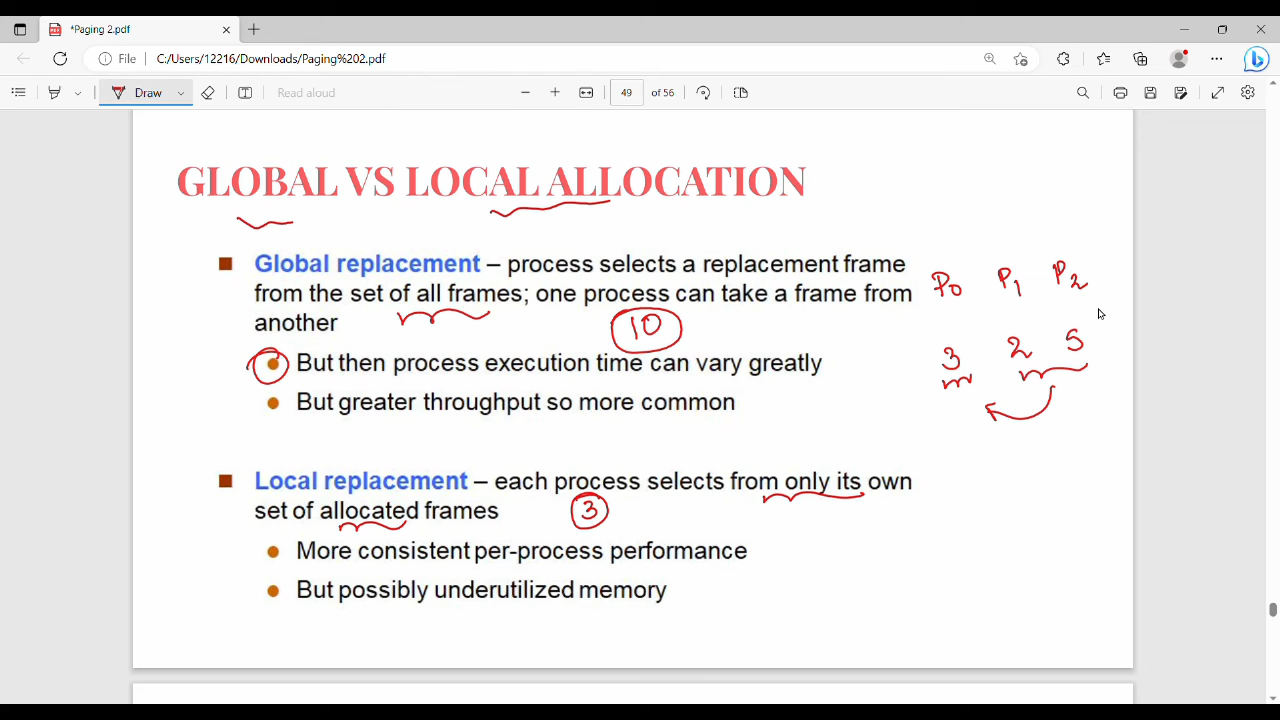 *Paging 2.pdf
File C:/Users/12216/Downloads/Paging%202.pdf
Draw Read aloud 49 of 56
GLOBAL VS LOCAL ALLOCATION
Global replacement – process selects a replacement frame
from the set of all frames; one process can take a frame from
another
P0 P1 P2
10
But then process execution time can vary greatly
3 2 5
But greater throughput so more common
Local replacement – each process selects from only its own
set of allocated frames
3
More consistent per-process performance
But possibly underutilized memory